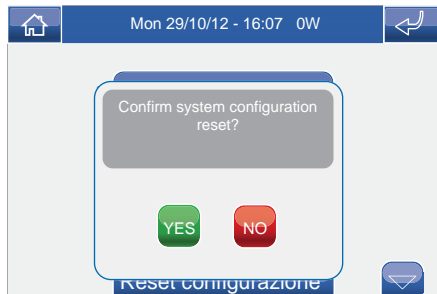 Mon 29/10/12 - 16:07 0W
Confirm system configuration
reset?
YES NO
Reset configurazione